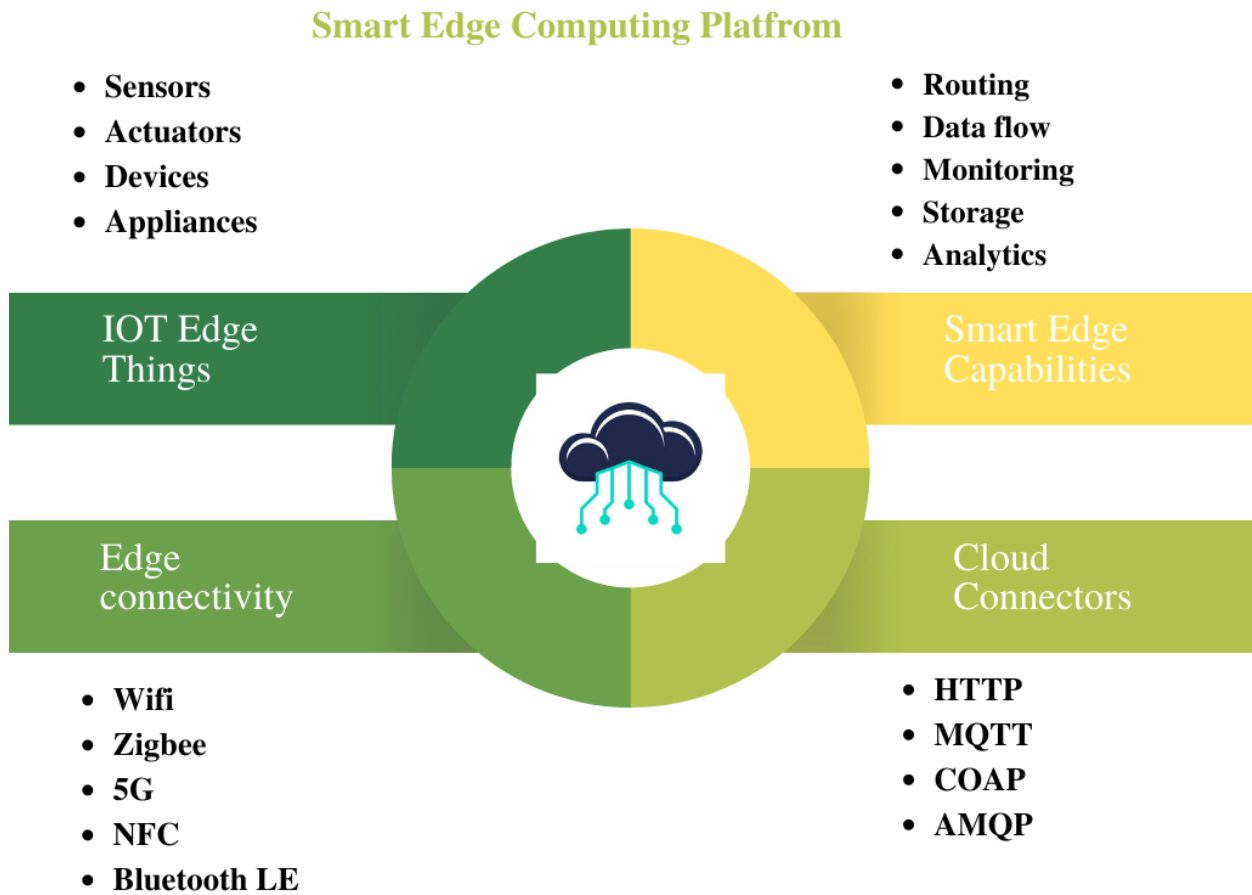 Smart Edge Computing Platfrom
• Sensors
• Actuators
• Devices
• Appliances
IOT Edge
Things
• Routing
• Data flow
• Monitoring
• Storage
• Analytics
Smart Edge
Capabilities
Edge
connectivity
• Wifi
• Zigbee
• 5G
• NFC
• Bluetooth LE
Cloud
Connectors
• HTTP
• MQTT
• COAP
• AMQP